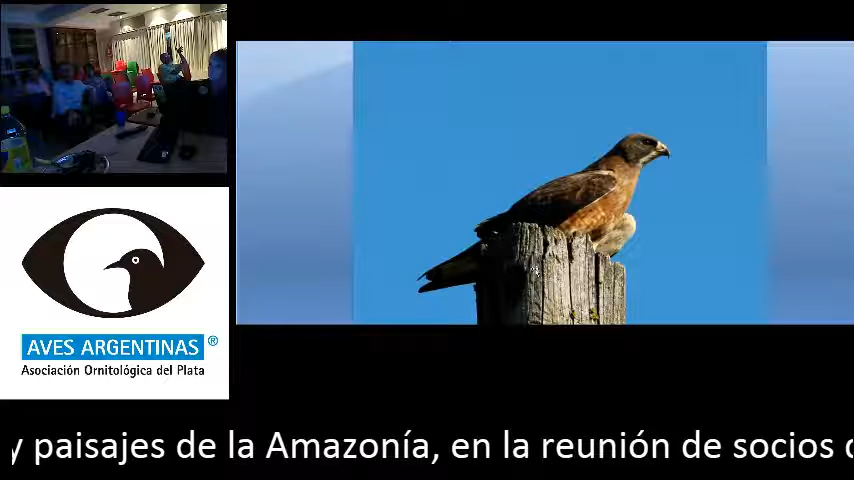 AVES ARGENTINAS ®
Asociación Ornitológica del Plata
y paisajes de la Amazonía, en la reunión de socios